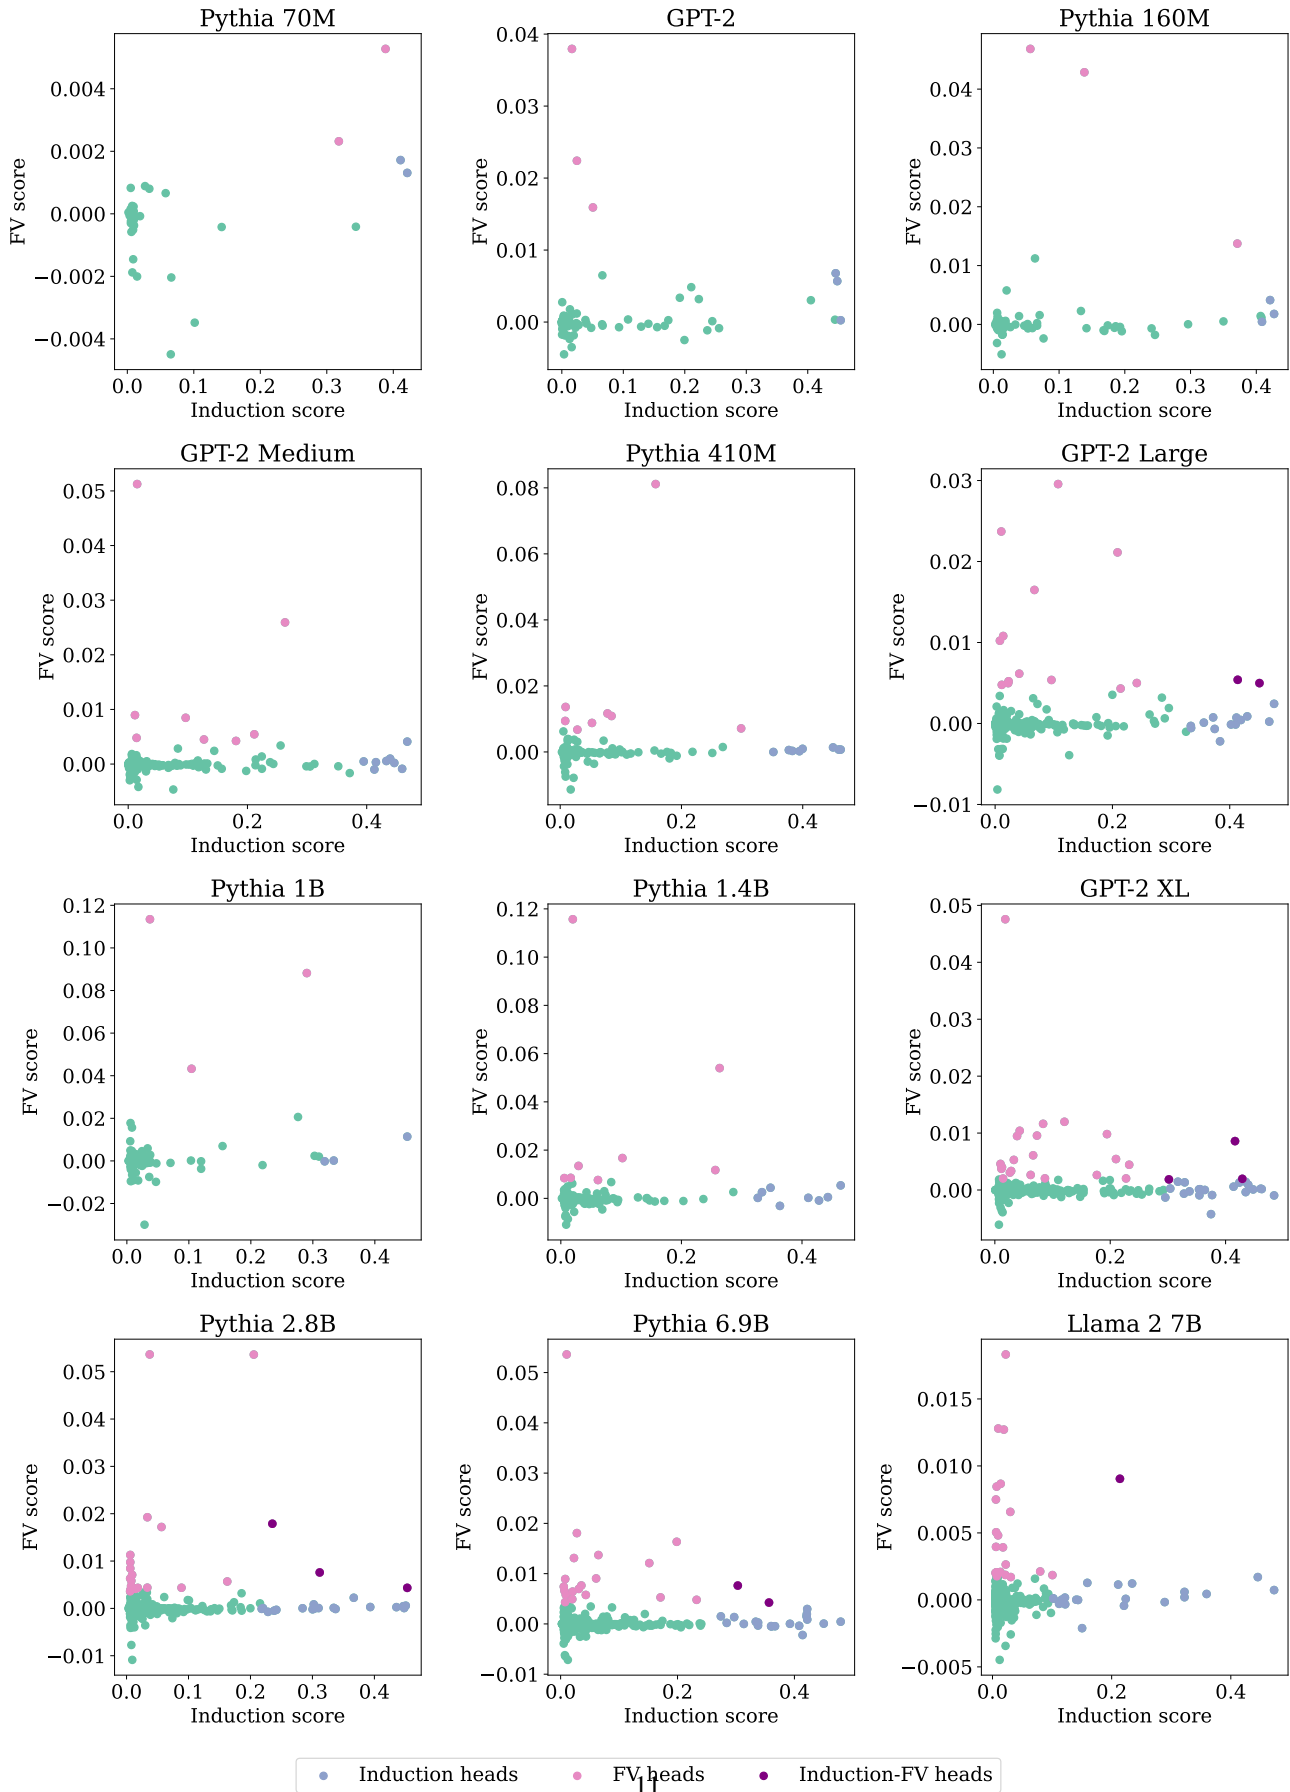 Pythia 70M
GPT-2
Pythia 160M
0.004
0.002
0.000
−0.002
−0.004
FV score
0.0 0.1 0.2 0.3 0.4
Induction score
0.04
0.03
0.02
0.01
0.00
FV score
0.0 0.1 0.2 0.3 0.4
Induction score
0.04
0.03
0.02
0.01
0.00
FV score
0.0 0.1 0.2 0.3 0.4
Induction score
GPT-2 Medium
Pythia 410M
GPT-2 Large
0.05
0.04
0.03
0.02
0.01
0.00
FV score
0.0 0.2 0.4
Induction score
0.08
0.06
0.04
0.02
0.00
FV score
0.0 0.2 0.4
Induction score
0.03
0.02
0.01
0.00
−0.01
FV score
0.0 0.2 0.4
Induction score
Pythia 1B
Pythia 1.4B
GPT-2 XL
0.12
0.10
0.08
0.06
0.04
0.02
0.00
−0.02
FV score
0.0 0.1 0.2 0.3 0.4
Induction score
0.12
0.10
0.08
0.06
0.04
0.02
0.00
FV score
0.0 0.2 0.4
Induction score
0.05
0.04
0.03
0.02
0.01
0.00
FV score
0.0 0.2 0.4
Induction score
Pythia 2.8B
Pythia 6.9B
Llama 2 7B
0.05
0.04
0.03
0.02
0.01
0.00
−0.01
FV score
0.0 0.1 0.2 0.3 0.4
Induction score
0.05
0.04
0.03
0.02
0.01
0.00
−0.01
FV score
0.0 0.2 0.4
Induction score
0.015
0.010
0.005
0.000
−0.005
FV score
0.0 0.2 0.4
Induction score
Induction heads FV heads Induction-FV heads
11